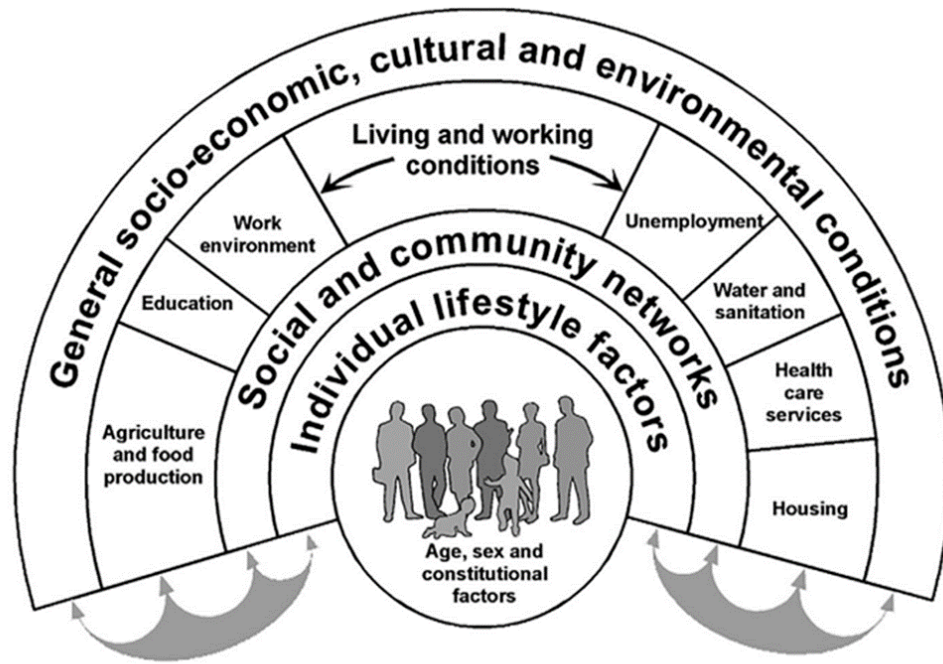 General socio-economic, cultural and environmental conditions
Living and working
conditions
Work
environment
Unemployment
Education
Water and
sanitation
Agriculture
and food
production
Health
care
services
Housing
Social and community networks
Individual lifestyle factors
Age, sex and
constitutional
factors